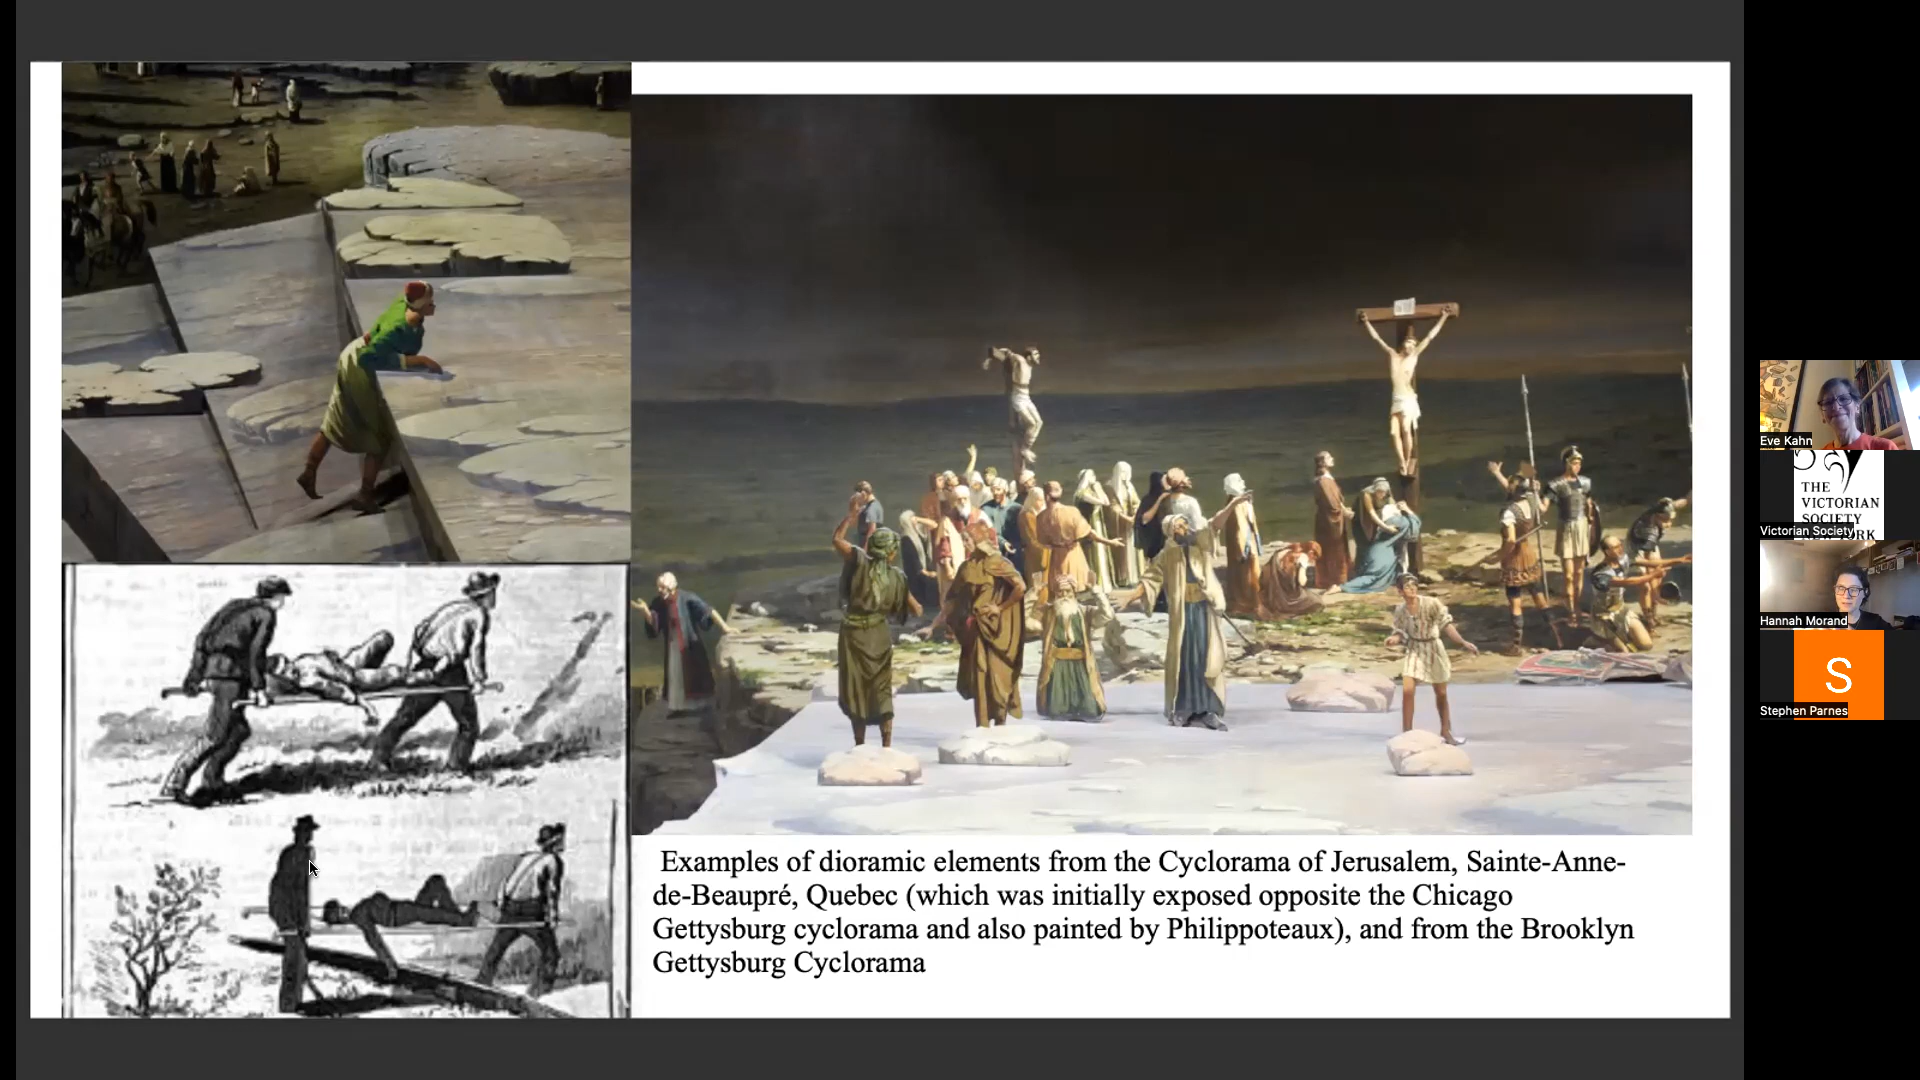 Examples of dioramic elements from the Cyclorama of Jerusalem, Sainte-Anne-
de-Beaupré, Quebec (which was initially exposed opposite the Chicago
Gettysburg cyclorama and also painted by Philippoteaux), and from the Brooklyn
Gettysburg Cyclorama
Eve Kahn
THE
VICTORIAN
SOCIETY
Victorian Society
Hannah Morand
S
Stephen Parnes